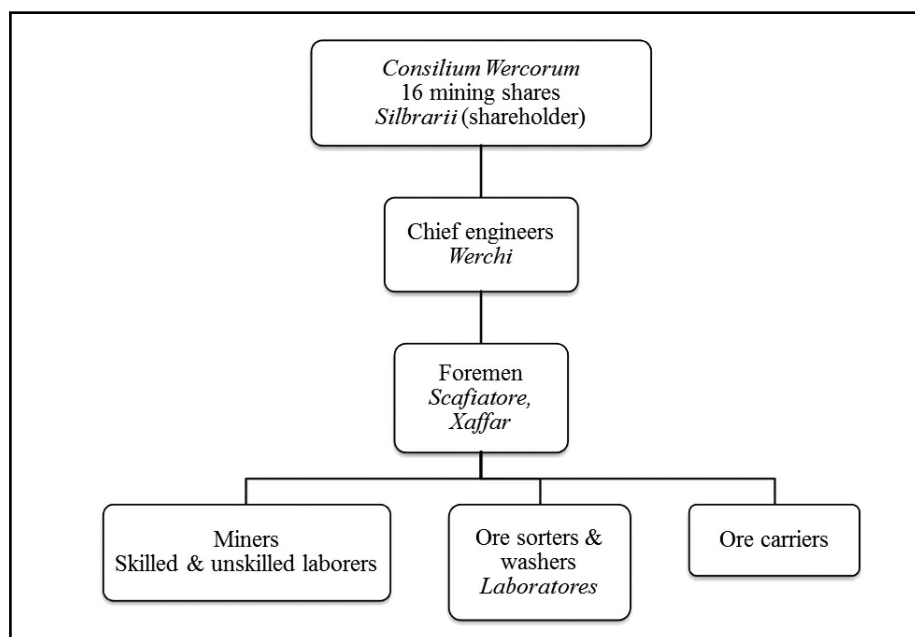 Consilium Wercorum
16 mining shares
Silbrarii (shareholder)
Chief engineers
Werchi
Foremen
Scafiatore,
Xaffar
Miners
Skilled & unskilled laborers
Ore sorters &
washers
Laboratores
Ore carriers